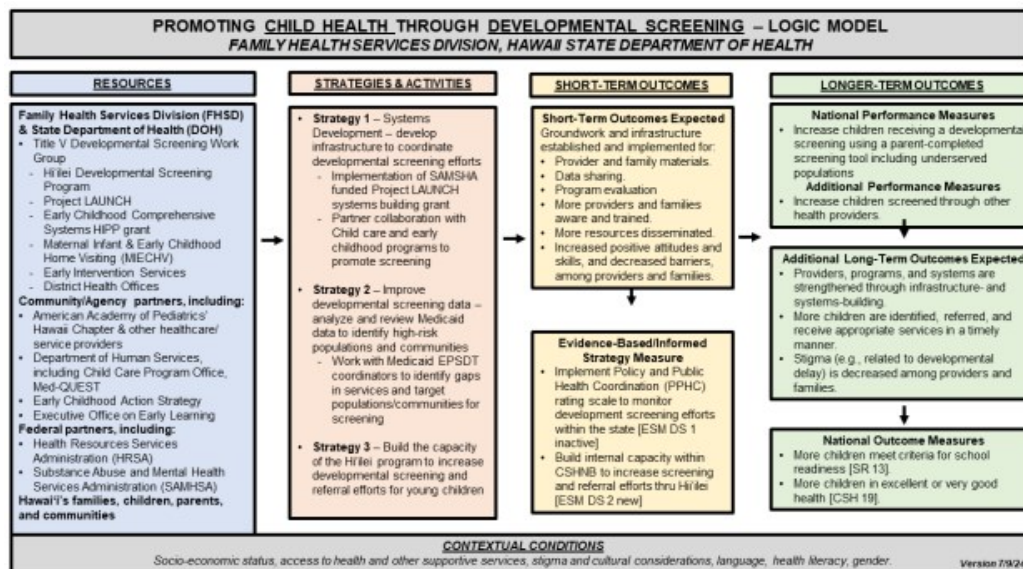 PROMOTING CHILD HEALTH THROUGH DEVELOPMENTAL SCREENING – LOGIC MODEL
FAMILY HEALTH SERVICES DIVISION, HAWAII STATE DEPARTMENT OF HEALTH
RESOURCES
Family Health Services Division (FHSD)
& State Department of Health (DOH)
• Title V Developmental Screening Work
Group
- Hi'ilei Developmental Screening
Program
- Project LAUNCH
- Early Childhood Comprehensive
Systems HIPP grant
- Maternal Infant & Early Childhood
Home Visiting (MIECHV)
- Early Intervention Services
- District Health Offices
Community/Agency partners, including:
• American Academy of Pediatrics'
Hawaii Chapter & other healthcare/
service providers
• Department of Human Services,
including Child Care Program Office,
Med-QUEST
• Early Childhood Action Strategy
• Executive Office on Early Learning
Federal partners, including:
• Health Resources Services
Administration (HRSA)
• Substance Abuse and Mental Health
Services Administration (SAMHSA)
Hawai'i's families, children, parents,
and communities
STRATEGIES & ACTIVITIES
• Strategy 1 – Systems
Development – develop
infrastructure to coordinate
developmental screening efforts
- Implementation of SAMSHA
funded Project LAUNCH
systems building grant
- Partner collaboration with
Child care and early
childhood programs to
promote screening
• Strategy 2 – Improve
developmental screening data –
analyze and review Medicaid
data to identify high-risk
populations and communities
- Work with Medicaid EPSDT
coordinators to identify gaps
in services and target
populations/communities for
screening
• Strategy 3 – Build the capacity
of the Hi'ilei program to increase
developmental screening and
referral efforts for young children
SHORT-TERM OUTCOMES
Short-Term Outcomes Expected
Groundwork and infrastructure
established and implemented for:
• Provider and family materials.
• Data sharing.
• Program evaluation
• More providers and families
aware and trained.
• More resources disseminated.
• Increased positive attitudes and
skills, and decreased barriers,
among providers and families.
Evidence-Based/Informed
Strategy Measure
• Implement Policy and Public
Health Coordination (PPHC)
rating scale to monitor
development screening efforts
within the state [ESM DS 1
inactive]
• Build internal capacity within
CSHNB to increase screening
and referral efforts thru Hi'ilei
[ESM DS 2 new]
LONGER-TERM OUTCOMES
National Performance Measures
• Increase children receiving a developmental
screening using a parent-completed
screening tool including underserved
populations
Additional Performance Measures
• Increase children screened through other
health providers.
Additional Long-Term Outcomes Expected
• Providers, programs, and systems are
strengthened through infrastructure- and
systems-building.
• More children are identified, referred, and
receive appropriate services in a timely
manner.
• Stigma (e.g., related to developmental
delay) is decreased among providers and
families.
National Outcome Measures
• More children meet criteria for school
readiness [SR 13].
• More children in excellent or very good
health [CSH 19].
CONTEXTUAL CONDITIONS
Socio-economic status, access to health and other supportive services, stigma and cultural considerations, language, health literacy, gender.
Version 7/9/24